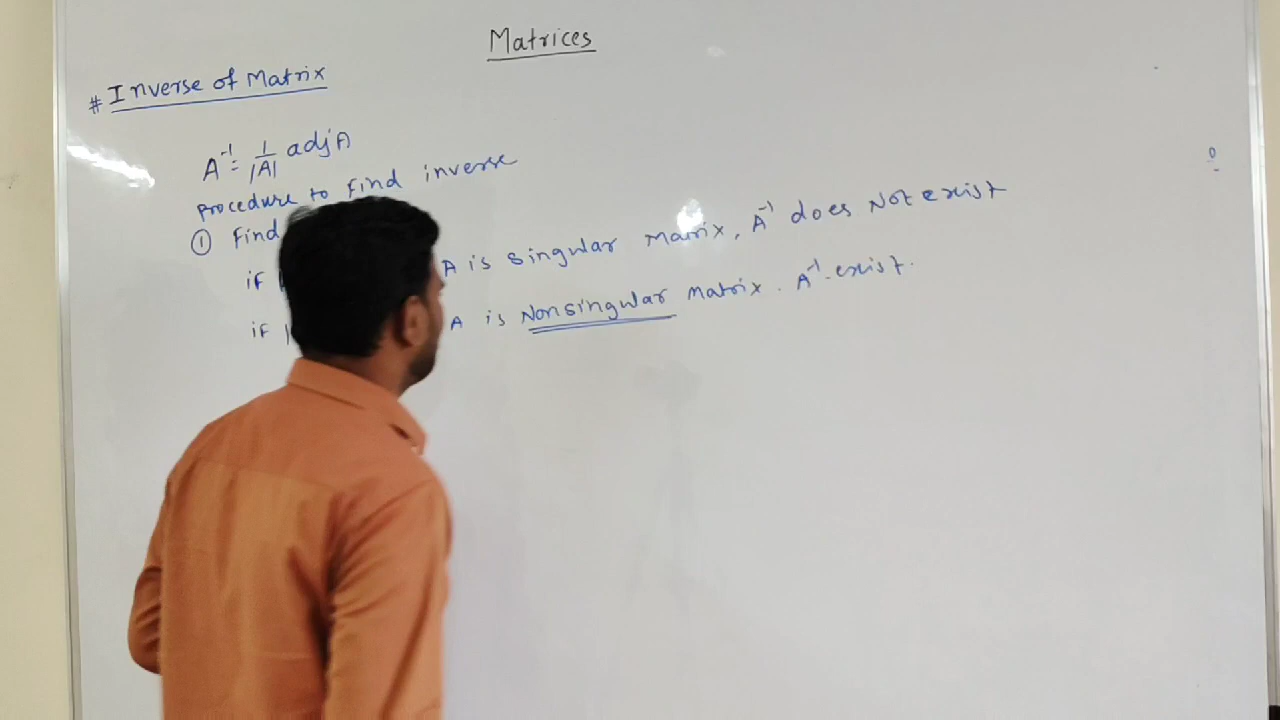 Matrices
# Inverse of Matrix
A⁻¹ = 1/|A| adj A
Procedure to Find inverse
① Find
if | A is singular Matrix, A⁻¹ does Not exist
if | A is Nonsingular Matrix. A⁻¹ exist.